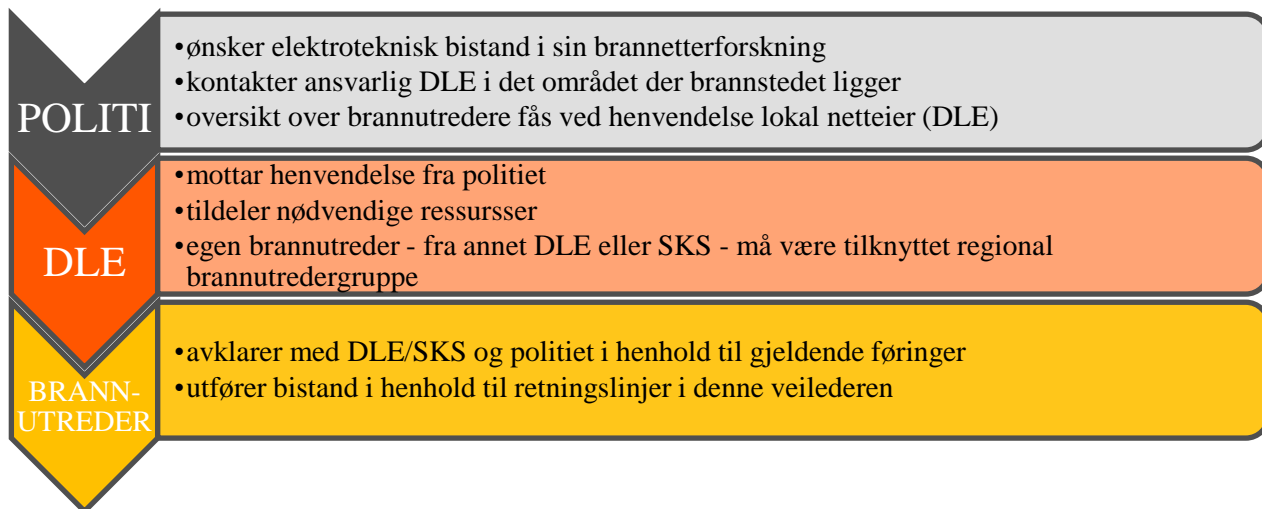 POLITI
•ønsker elektroteknisk bistand i sin brannetterforskning
•kontakter ansvarlig DLE i det området der brannstedet ligger
•oversikt over brannutredere fås ved henvendelse lokal netteier (DLE)
DLE
•mottar henvendelse fra politiet
•tildeler nødvendige ressursser
•egen brannutreder - fra annet DLE eller SKS - må være tilknyttet regional
brannutredergruppe
BRANN-
UTREDER
•avklarer med DLE/SKS og politiet i henhold til gjeldende føringer
•utfører bistand i henhold til retningslinjer i denne veilederen